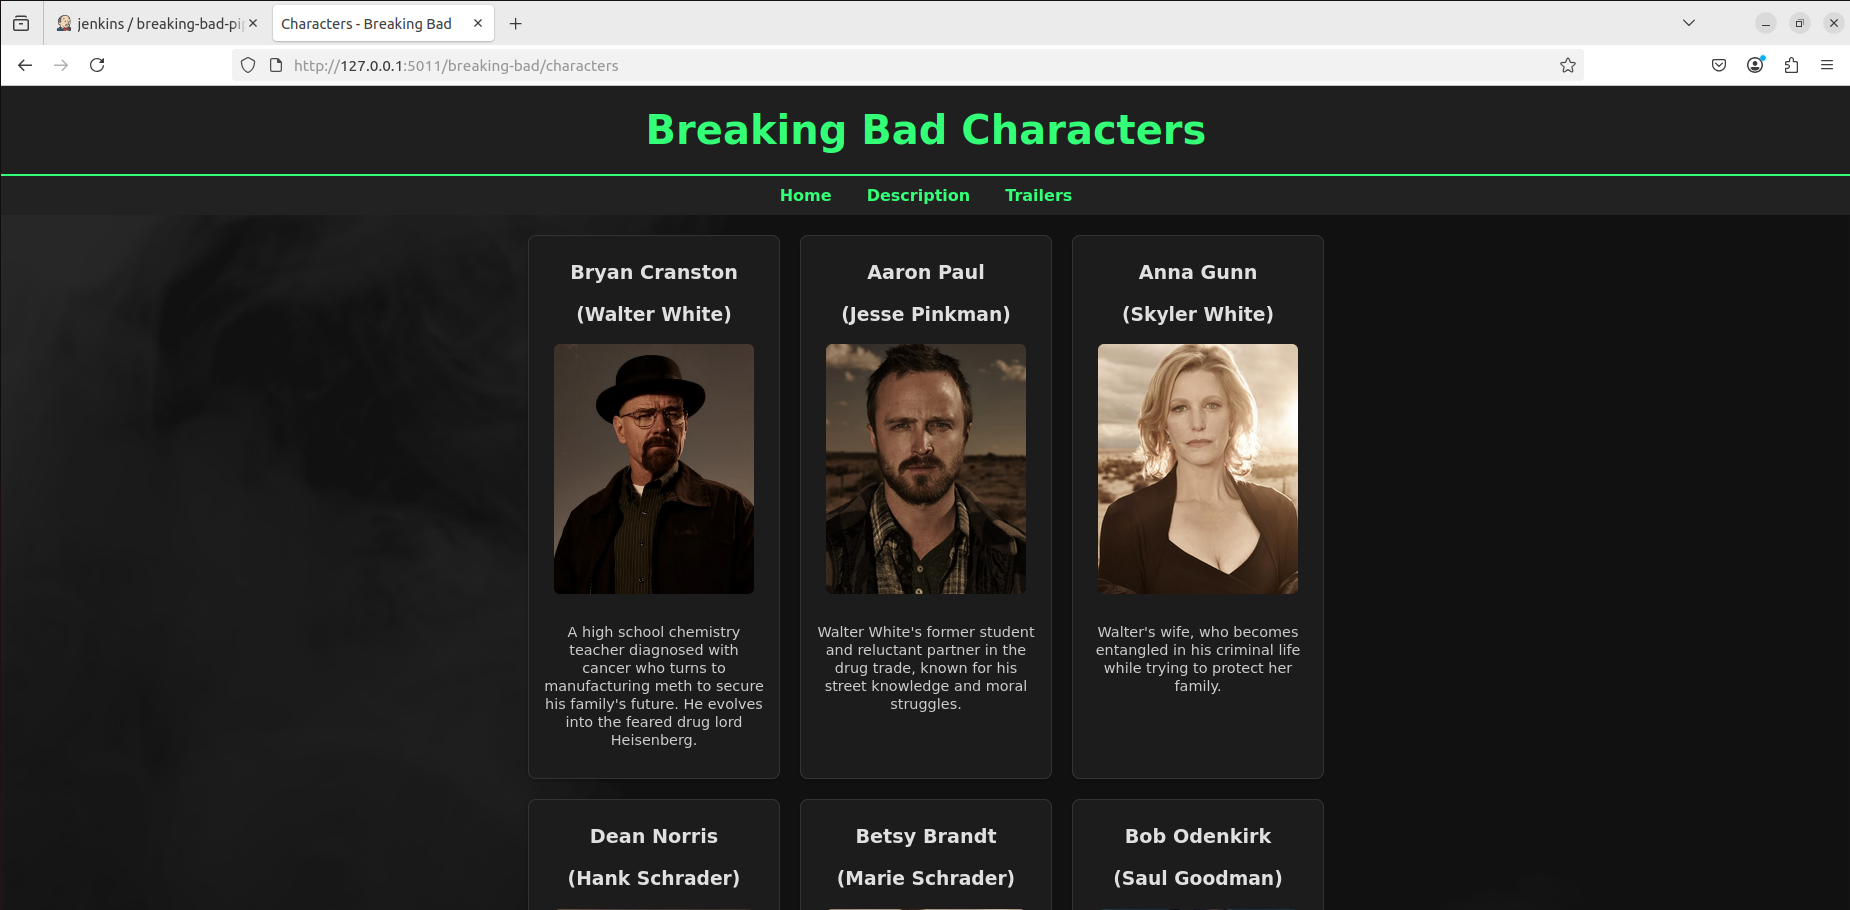 jenkins / breaking-bad-pi
Characters - Breaking Bad
http://127.0.0.1:5011/breaking-bad/characters
Breaking Bad Characters
Home Description Trailers
Bryan Cranston
(Walter White)
A high school chemistry
teacher diagnosed with
cancer who turns to
manufacturing meth to secure
his family's future. He evolves
into the feared drug lord
Heisenberg.
Aaron Paul
(Jesse Pinkman)
Walter White's former student
and reluctant partner in the
drug trade, known for his
street knowledge and moral
struggles.
Anna Gunn
(Skyler White)
Walter's wife, who becomes
entangled in his criminal life
while trying to protect her
family.
Dean Norris
(Hank Schrader)
Betsy Brandt
(Marie Schrader)
Bob Odenkirk
(Saul Goodman)